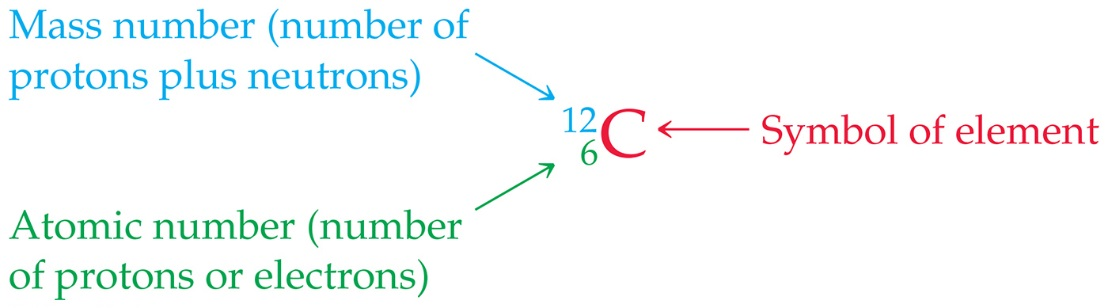 Mass number (number of
protons plus neutrons)
12
6
C
Symbol of element
Atomic number (number
of protons or electrons)